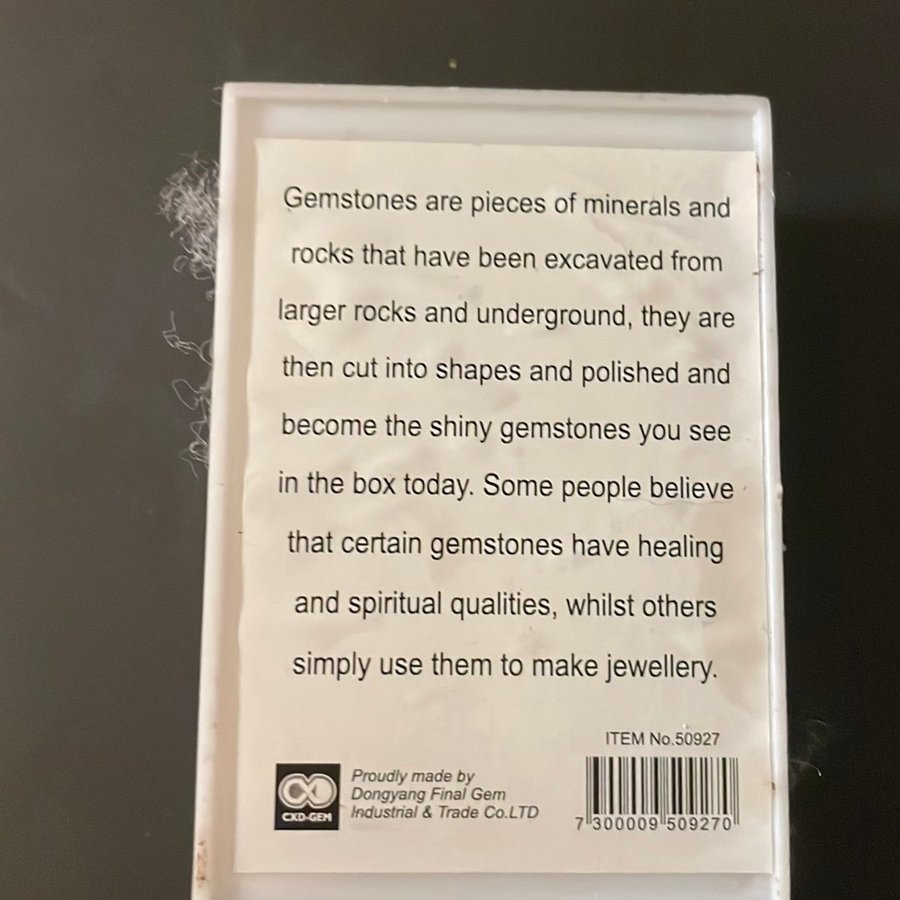 Gemstones are pieces of minerals and
rocks that have been excavated from
larger rocks and underground, they are
then cut into shapes and polished and
become the shiny gemstones you see
in the box today. Some people believe
that certain gemstones have healing
and spiritual qualities, whilst others
simply use them to make jewellery.
ITEM No.50927
CXD-GEM
Proudly made by
Dongyang Final Gem
Industrial & Trade Co.LTD
7 300009 509270